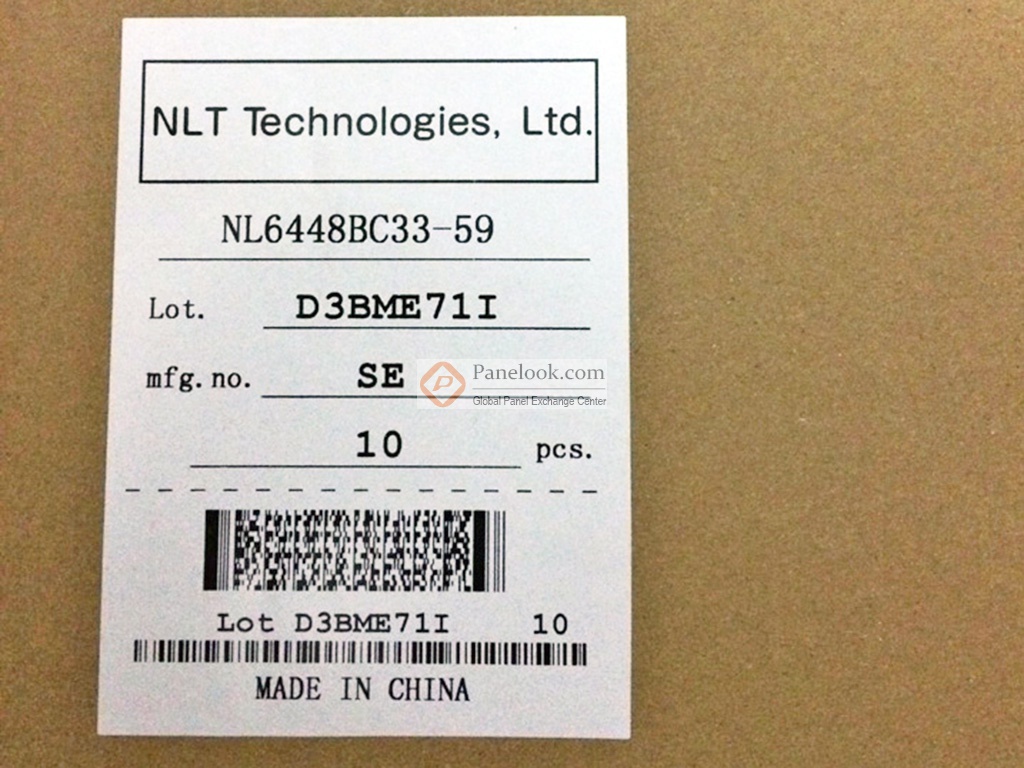 NLT Technologies, Ltd.
NL6448BC33-59
Lot. D3BME71I
mfg.no. SE
Panelook.com
Global Panel Exchange Center
10 pcs.
Lot D3BME71I 10
MADE IN CHINA